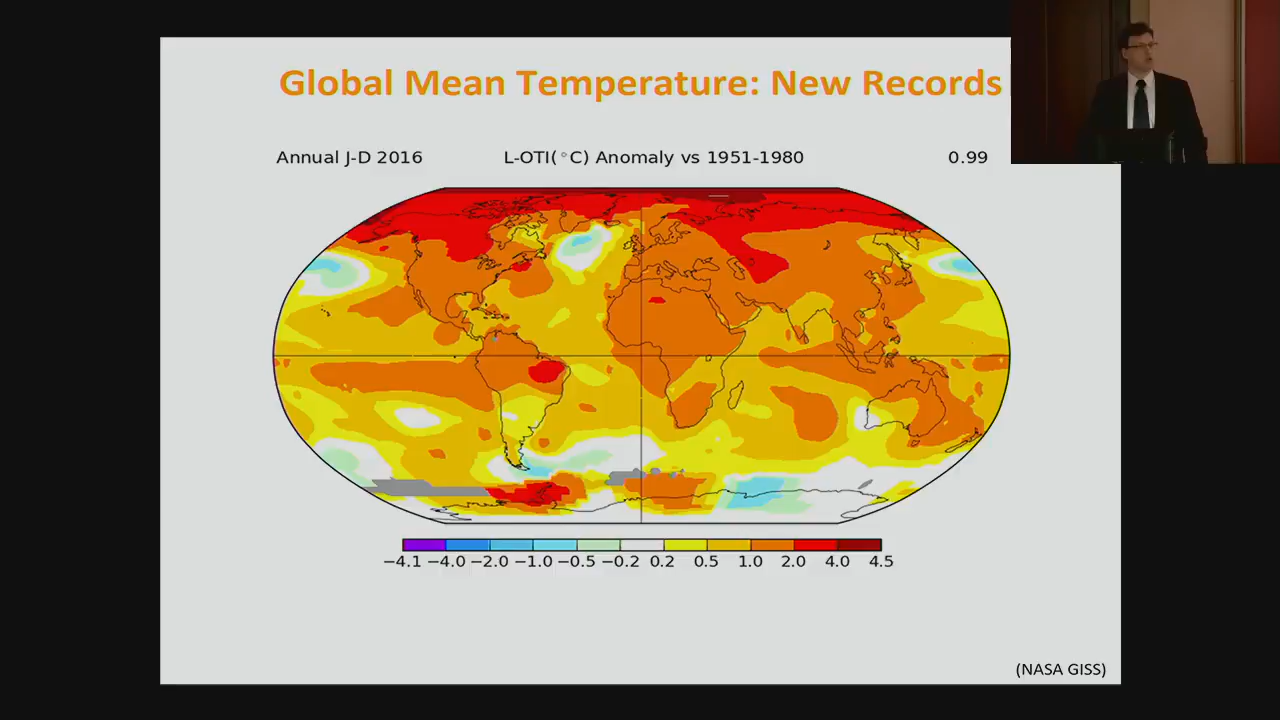 Global Mean Temperature: New Records
Annual J-D 2016 L-OTI(°C) Anomaly vs 1951-1980 0.99
−4.1 −4.0 −2.0 −1.0 −0.5 −0.2 0.2 0.5 1.0 2.0 4.0 4.5
(NASA GISS)